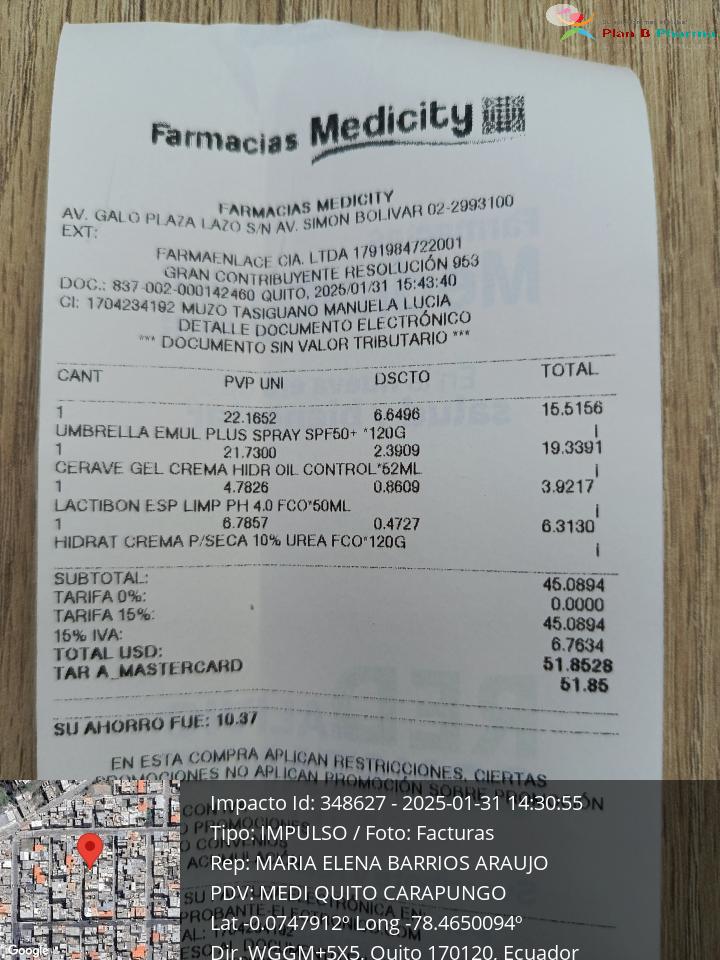 Plan B Pharma
Farmacias Medicity
FARMACIAS MEDICITY
AV. GALO PLAZA LAZO S/N AV. SIMON BOLIVAR 02-2993100
EXT:
FARMAENLACE CIA. LTDA 1791984722001
GRAN CONTRIBUYENTE RESOLUCIÓN 953
DOC.: 837-002-000142460 QUITO, 2025/01/31 15:43:40
CI: 1704234192 MUZO TASIGUANO MANUELA LUCIA
DETALLE DOCUMENTO ELECTRÓNICO
*** DOCUMENTO SIN VALOR TRIBUTARIO ***
CANT PVP UNI DSCTO TOTAL
1 22.1652 6.6496 15.5156
UMBRELLA EMUL PLUS SPRAY SPF50+ *120G i
1 21.7300 2.3909 19.3391
CERAVE GEL CREMA HIDR OIL CONTROL*52ML i
1 4.7826 0.8609 3.9217
LACTIBON ESP LIMP PH 4.0 FCO*50ML i
1 6.7857 0.4727 6.3130
HIDRAT CREMA P/SECA 10% UREA FCO*120G i
SUBTOTAL: 45.0894
TARIFA 0%: 0.0000
TARIFA 15%: 45.0894
15% IVA: 6.7634
TOTAL USD: 51.8528
TAR A_MASTERCARD 51.85
SU AHORRO FUE: 10.37
EN ESTA COMPRA APLICAN RESTRICCIONES, CIERTAS
PROMOCIONES NO APLICAN PROMOCIÓN SOBRE PROMOCIÓN
Impacto Id: 348627 - 2025-01-31 14:30:55
Tipo: IMPULSO / Foto: Facturas
Rep: MARIA ELENA BARRIOS ARAUJO
PDV: MEDI QUITO CARAPUNGO
Lat -0.0747912º Long -78.4650094º
Dir. WGGM+5X5, Quito 170120, Ecuador
Google